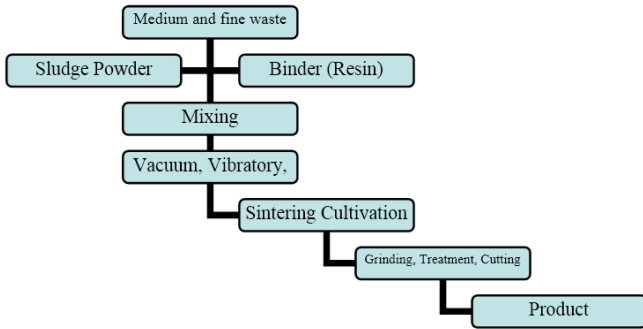 Medium and fine waste
Sludge Powder
Binder (Resin)
Mixing
Vacuum, Vibratory,
Sintering Cultivation
Grinding, Treatment, Cutting
Product